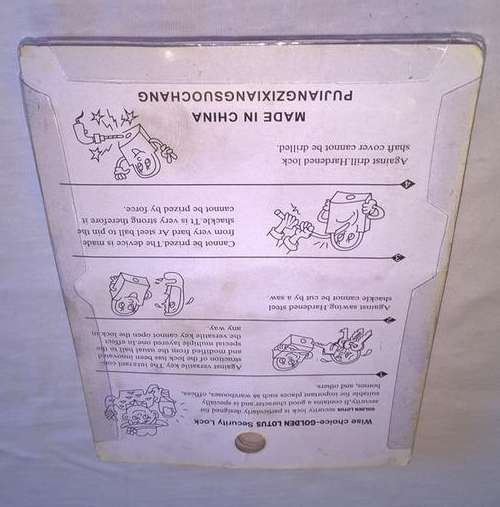 Wise choice-GOLDEN LOTUS Security Lock
GOLDEN LOTUS security lock is particularly designed for
security.It contains a good character and is specially
suitable for important places such as warehouses, offices,
homes, and others.
1
Against versatile key. The utterant con-
struction of the lock has been innovated
and modified from the usual ball to the
special multiple layered one. In effect
the versatile key cannot open the lock in
any way.
2
Against sawing.Hardened steel
shackle cannot be cut by a saw.
3
Cannot be prized.The device is made
from very hard Ar steel ball to pin the
shackle. Tt is very strong therefore it
cannot be prized by force.
4
Against drill.Hardened lock
shaft cover cannot be drilled.
MADE IN CHINA
PUJIANGZIXIANGSUOCHANG